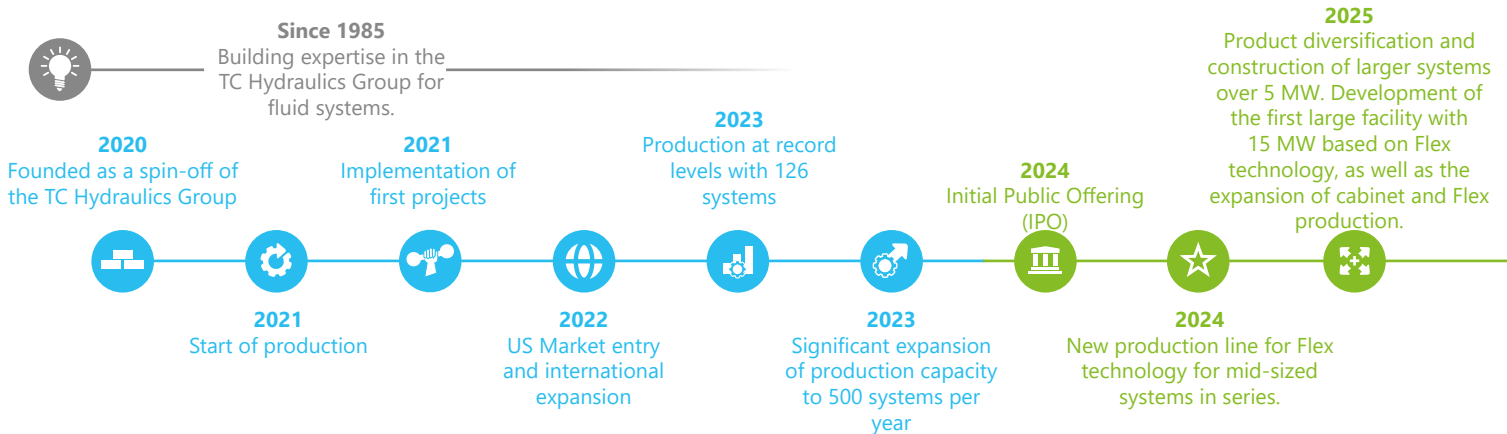 Since 1985
Building expertise in the
TC Hydraulics Group for
fluid systems.
2020
Founded as a spin-off of
the TC Hydraulics Group
2021
Start of production
2021
Implementation of
first projects
2022
US Market entry
and international
expansion
2023
Production at record
levels with 126
systems
2023
Significant expansion
of production capacity
to 500 systems per
year
2024
Initial Public Offering
(IPO)
2024
New production line for Flex
technology for mid-sized
systems in series.
2025
Product diversification and
construction of larger systems
over 5 MW. Development of
the first large facility with
15 MW based on Flex
technology, as well as the
expansion of cabinet and Flex
production.